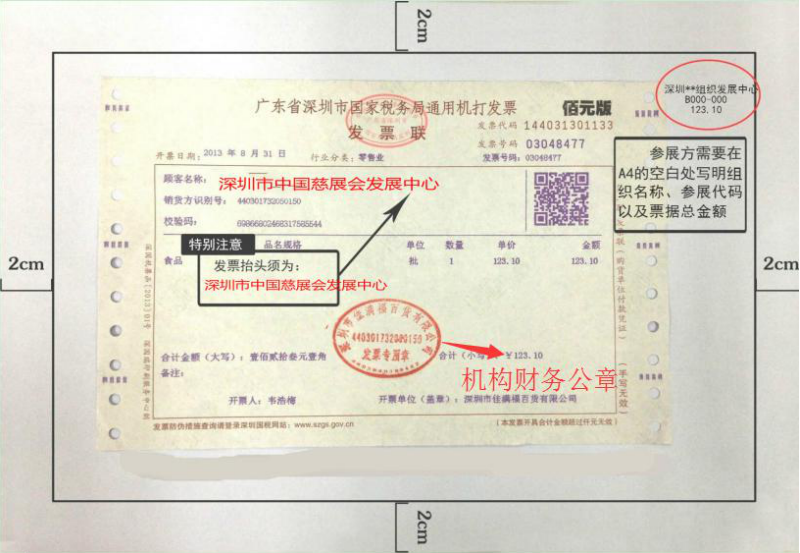 2cm
深圳**组织发展中心
B000-000
123.10
广东省深圳市国家税务局通用机打发票
佰元版
发票联
发票代码 144031301133
发票号码 03048477
开票日期: 2013 年 8 月 31 日
行业分类: 零售业
发票号码: 03048477
参展方需要在
A4的空白处写明组
织名称、参展代码
以及票据总金额
顾客名称:
深圳市中国慈展会发展中心
销货方识别号: 440301732060150
校验码: 69866602468317585544
特别注意
品名规格 单位 数量 单价 金额
食品 批 1 123.10 123.10
发票抬头须为:
深圳市中国慈展会发展中心
2cm
2cm
深圳市佳满福百货有限公司
440301732060150
发票专用章
合计金额(大写): 壹佰贰拾叁元壹角
合计(小写): ¥123.10
备注:
机构财务公章
开票人: 韦浩梅
开票单位(盖章): 深圳市佳满福百货有限公司
(手写无效)
发票防伪措施查询请登录深圳国税网站: www.szgs.gov.cn
(本发票开具合计金额超过仟元无效)
2cm